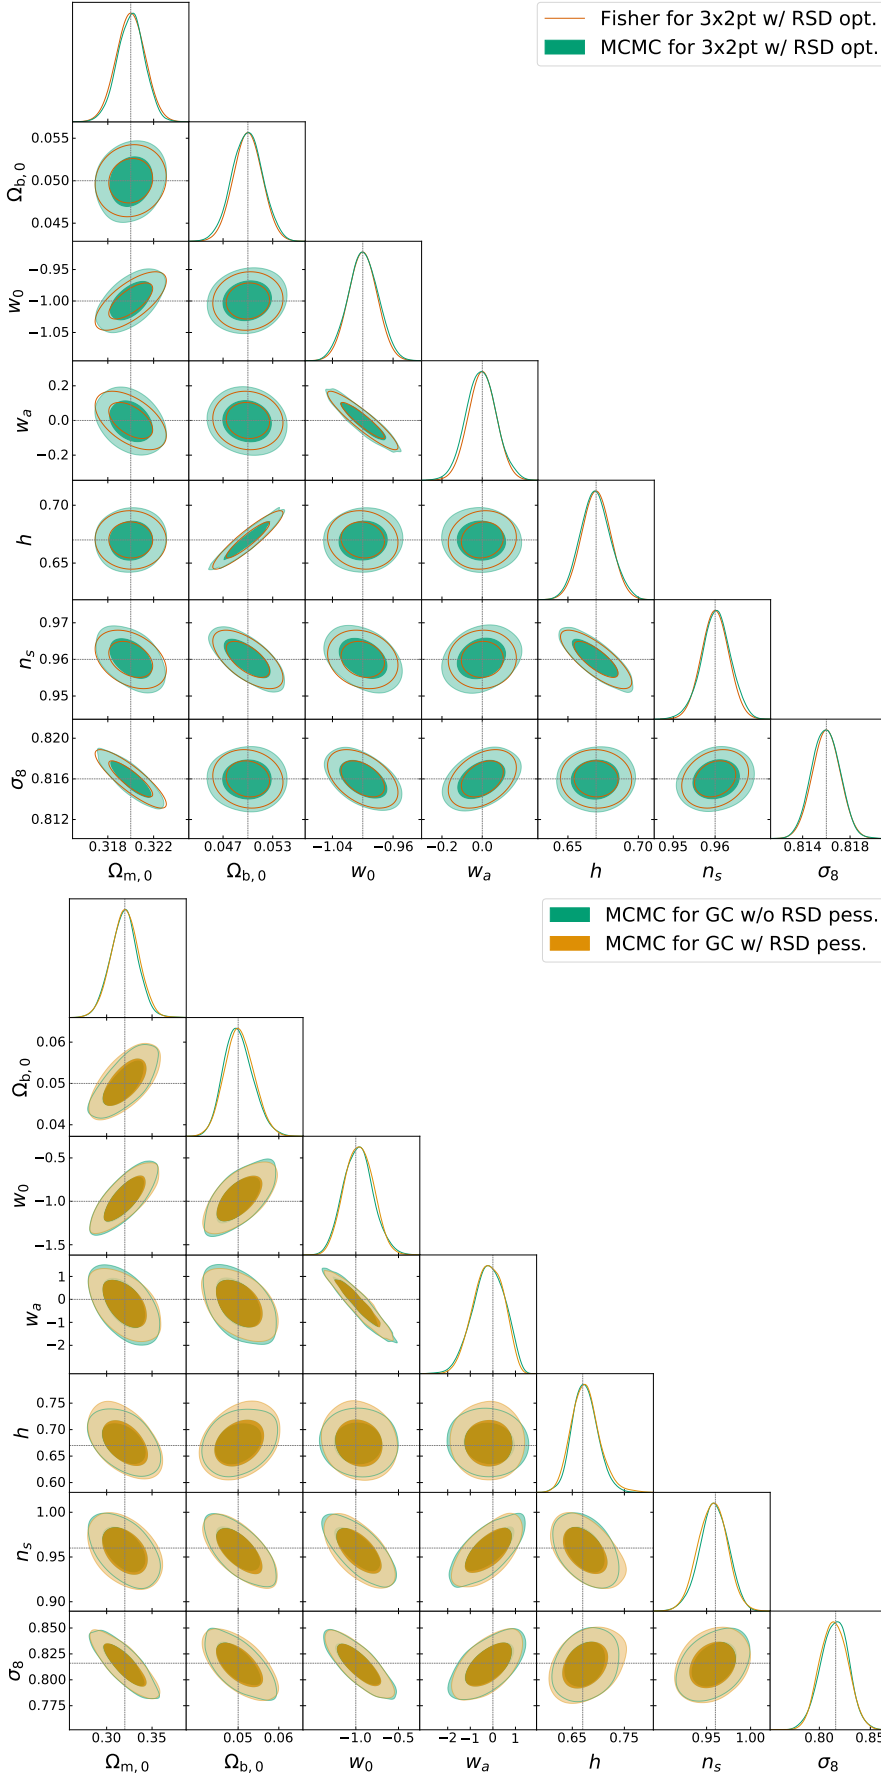 Fisher for 3x2pt w/ RSD opt.
MCMC for 3x2pt w/ RSD opt.
0.055
0.050
0.045
Ω_b,0
−0.95
−1.00
−1.05
w_0
0.2
0.0
−0.2
w_a
0.70
0.65
h
0.97
0.96
0.95
n_s
0.820
0.816
0.812
σ_8
0.318 0.322 0.047 0.053 −1.04 −0.96 −0.2 0.0 0.65 0.70 0.95 0.96 0.814 0.818
Ω_m,0 Ω_b,0 w_0 w_a h n_s σ_8
MCMC for GC w/o RSD pess.
MCMC for GC w/ RSD pess.
0.06
0.05
0.04
Ω_b,0
−0.5
−1.0
−1.5
w_0
1
0
−1
−2
w_a
0.75
0.70
0.65
0.60
h
1.00
0.95
0.90
n_s
0.850
0.825
0.800
0.775
σ_8
0.30 0.35 0.05 0.06 −1.0 −0.5 −2 −1 0 1 0.65 0.75 0.95 1.00 0.80 0.85
Ω_m,0 Ω_b,0 w_0 w_a h n_s σ_8